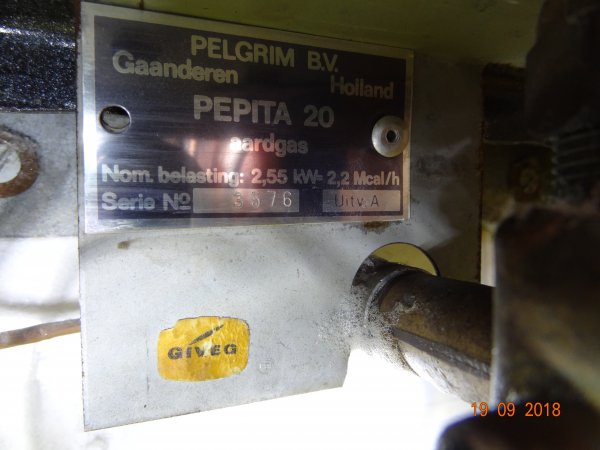 PELGRIM B.V.
Gaanderen Holland
PEPITA 20
aardgas
Nom. belasting: 2,55 kW- 2,2 Mcal/h
Serie Nº 3876 Uitv. A
GIVEG
19 09 2018